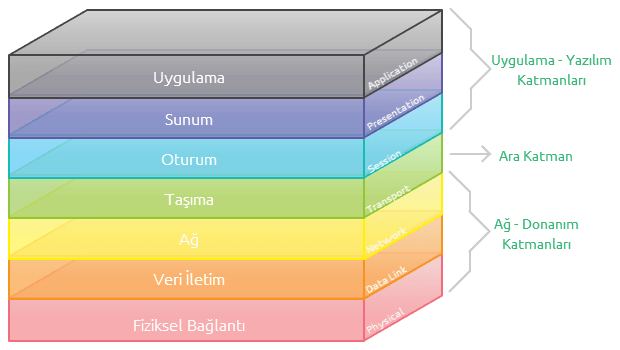 Uygulama
Application
Sunum
Presentation
Oturum
Session
Taşıma
Transport
Ağ
Network
Veri İletim
Data Link
Fiziksel Bağlantı
Physical
Uygulama - Yazılım
Katmanları
Ara Katman
Ağ - Donanım
Katmanları